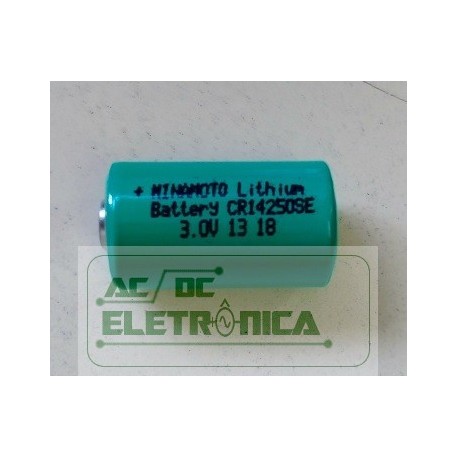 + MINAMOTO Lithium
Battery CR14250SE
3.0V 13 18
AC/DC
ELETRÔNICA